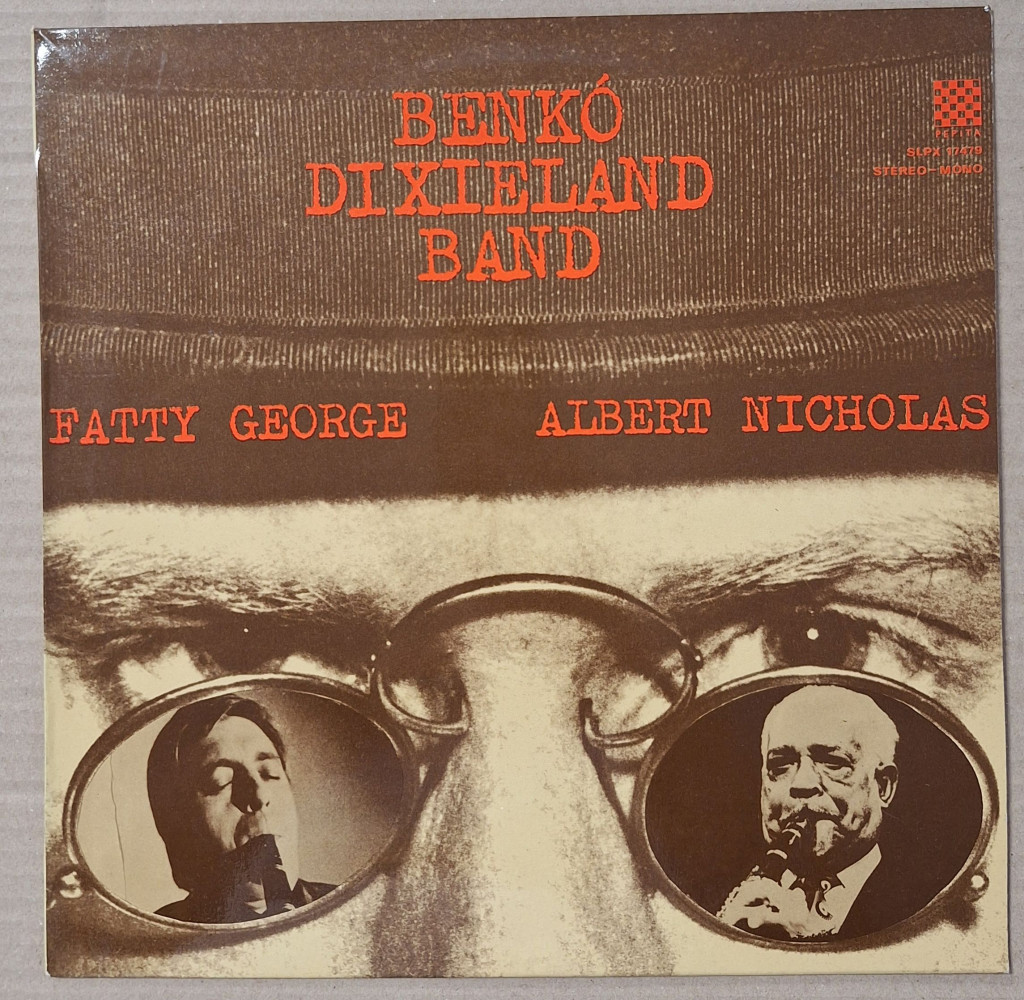 BENKÓ
DIXIELAND
BAND
PEPITA
SLPX 17479
STEREO-MONO
FATTY GEORGE
ALBERT NICHOLAS